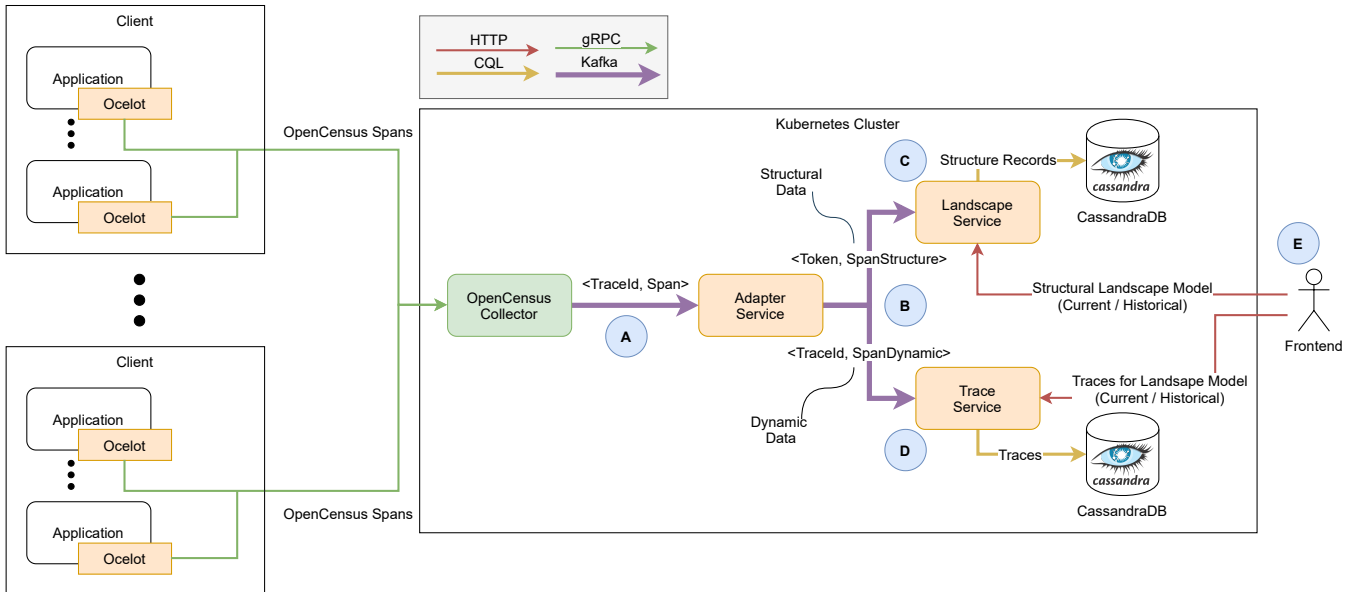 Client
Application
Ocelot
Application
Ocelot
OpenCensus Spans
HTTP
gRPC
CQL
Kafka
Kubernetes Cluster
Structural
Data
C
Structure Records
cassandra
CassandraDB
Landscape
Service
<Token, SpanStructure>
E
Structural Landscape Model
(Current / Historical)
Frontend
OpenCensus
Collector
<TraceId, Span>
A
Adapter
Service
B
<TraceId, SpanDynamic>
Dynamic
Data
Trace
Service
Traces for Landsape Model
(Current / Historical)
D
Traces
cassandra
CassandraDB
Client
Application
Ocelot
Application
Ocelot
OpenCensus Spans